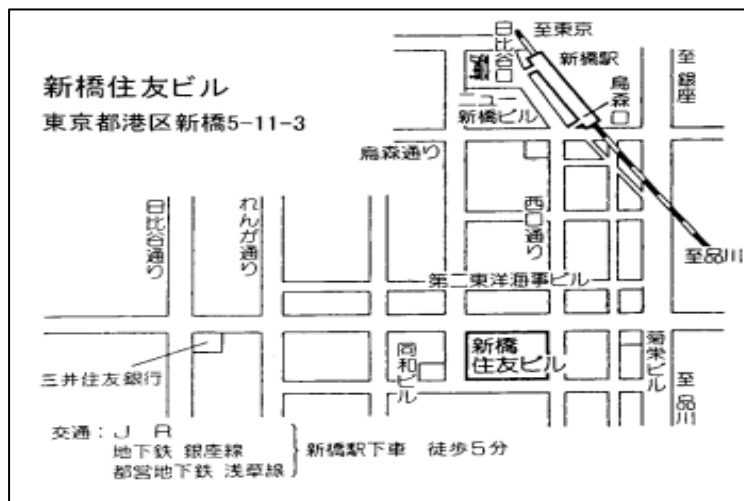 新橋住友ビル
東京都港区新橋5-11-3
至東京
日比谷口
新橋駅
烏森口
至銀座
ニュー新橋ビル
烏森通り
日比谷通り
れんが通り
西口通り
至品川
第二東洋海事ビル
三井住友銀行
同和ビル
新橋住友ビル
菊栄ビル
至品川
交通：ＪＲ
地下鉄 銀座線
都営地下鉄 浅草線
新橋駅下車 徒歩5分